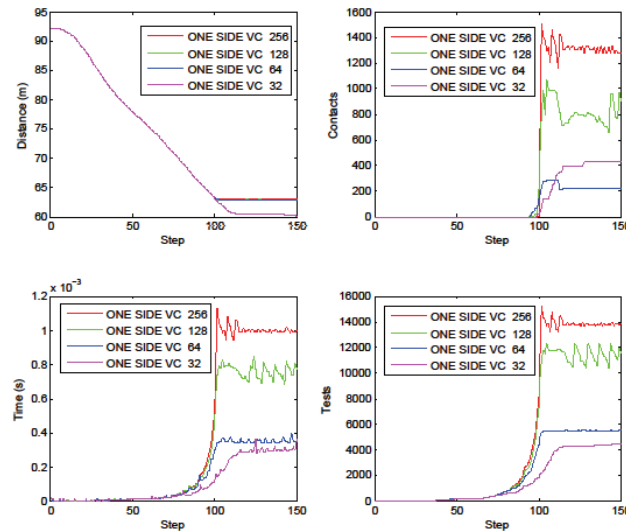 95
90
85
80
75
70
65
60
0
50
100
150
Distance (m)
Step
ONE SIDE VC 256
ONE SIDE VC 128
ONE SIDE VC 64
ONE SIDE VC 32
1600
1400
1200
1000
800
600
400
200
0
0
50
100
150
Contacts
Step
ONE SIDE VC 256
ONE SIDE VC 128
ONE SIDE VC 64
ONE SIDE VC 32
x 10⁻³
1.2
1
0.8
0.6
0.4
0.2
0
0
50
100
150
Time (s)
Step
ONE SIDE VC 256
ONE SIDE VC 128
ONE SIDE VC 64
ONE SIDE VC 32
16000
14000
12000
10000
8000
6000
4000
2000
0
0
50
100
150
Tests
Step
ONE SIDE VC 256
ONE SIDE VC 128
ONE SIDE VC 64
ONE SIDE VC 32